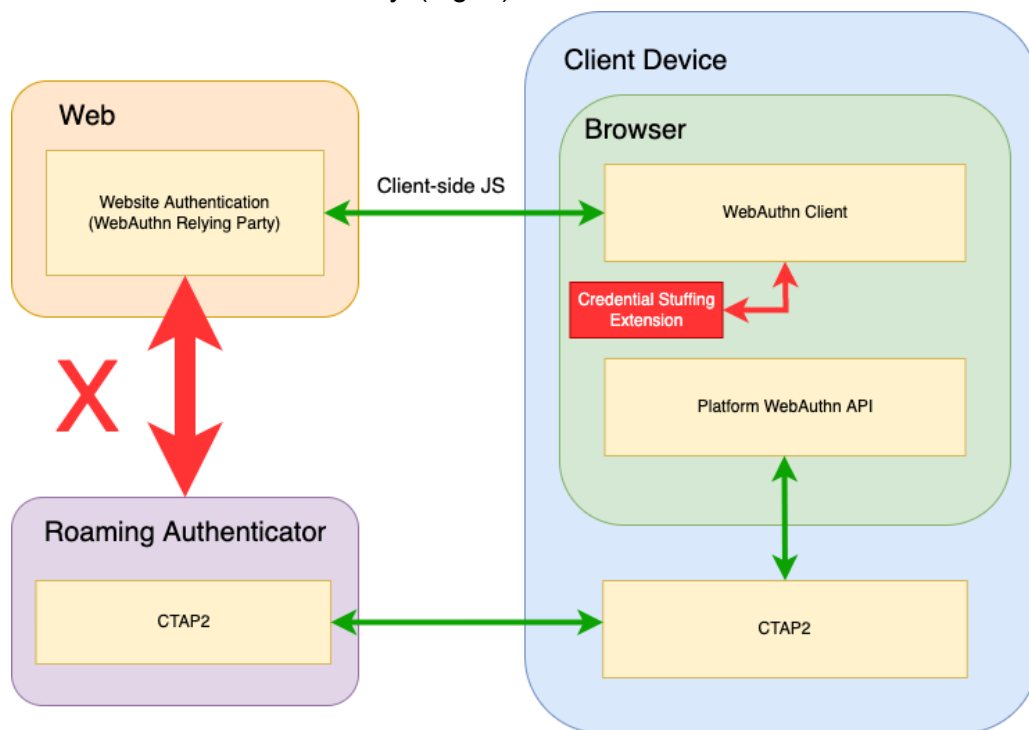 Client Device
Web
Browser
Website Authentication
(WebAuthn Relying Party)
Client-side JS
WebAuthn Client
Credential Stuffing
Extension
X
Platform WebAuthn API
Roaming Authenticator
CTAP2
CTAP2